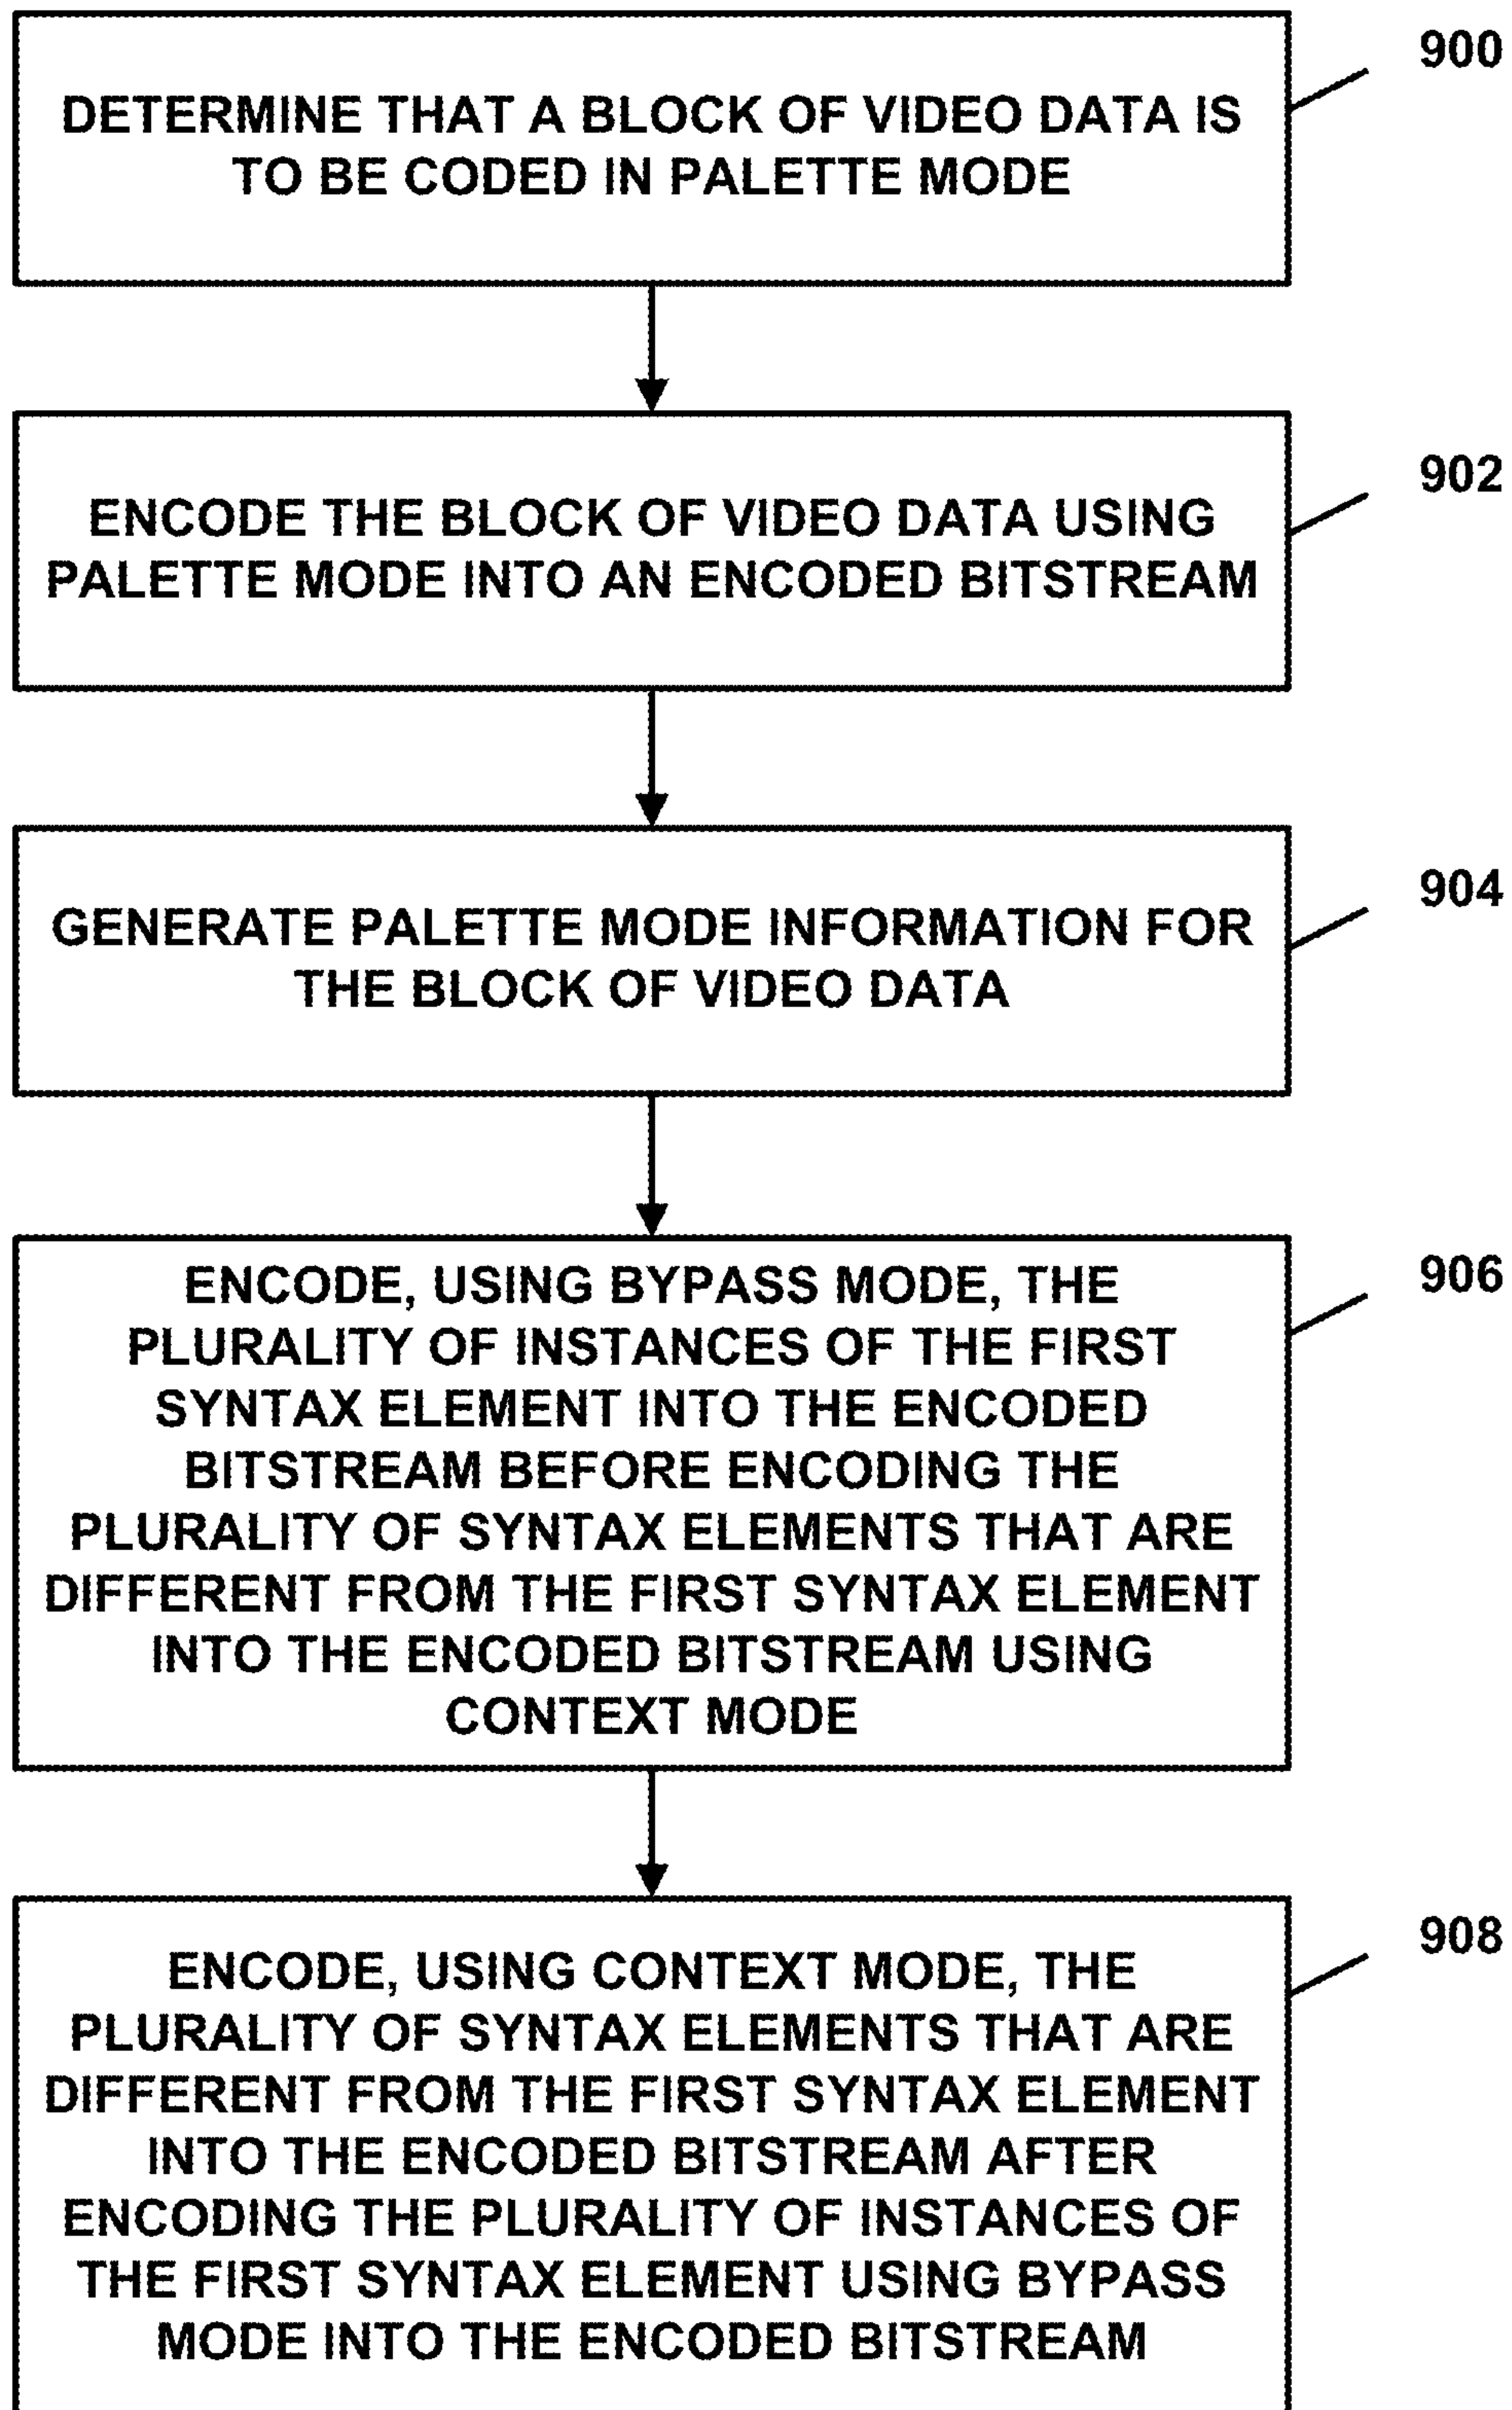 900
DETERMINE THAT A BLOCK OF VIDEO DATA IS
TO BE CODED IN PALETTE MODE
902
ENCODE THE BLOCK OF VIDEO DATA USING
PALETTE MODE INTO AN ENCODED BITSTREAM
904
GENERATE PALETTE MODE INFORMATION FOR
THE BLOCK OF VIDEO DATA
906
ENCODE, USING BYPASS MODE, THE
PLURALITY OF INSTANCES OF THE FIRST
SYNTAX ELEMENT INTO THE ENCODED
BITSTREAM BEFORE ENCODING THE
PLURALITY OF SYNTAX ELEMENTS THAT ARE
DIFFERENT FROM THE FIRST SYNTAX ELEMENT
INTO THE ENCODED BITSTREAM USING
CONTEXT MODE
908
ENCODE, USING CONTEXT MODE, THE
PLURALITY OF SYNTAX ELEMENTS THAT ARE
DIFFERENT FROM THE FIRST SYNTAX ELEMENT
INTO THE ENCODED BITSTREAM AFTER
ENCODING THE PLURALITY OF INSTANCES OF
THE FIRST SYNTAX ELEMENT USING BYPASS
MODE INTO THE ENCODED BITSTREAM